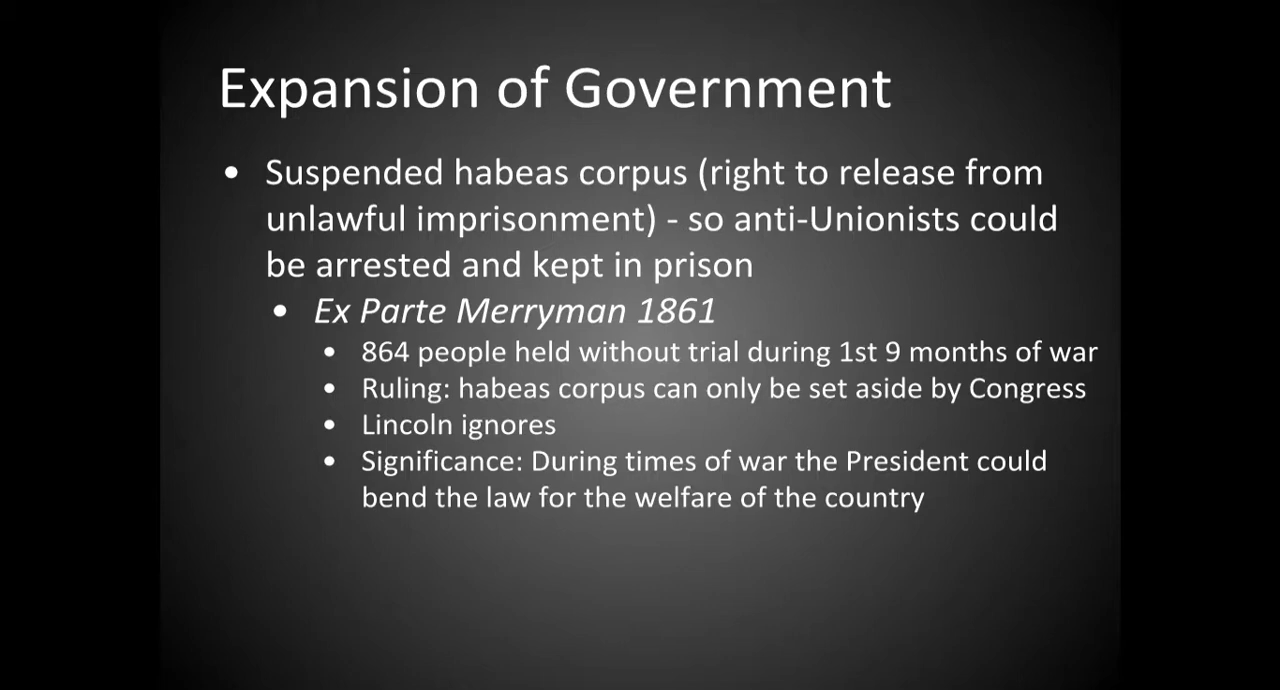 Expansion of Government
• Suspended habeas corpus (right to release from
unlawful imprisonment) - so anti-Unionists could
be arrested and kept in prison
• Ex Parte Merryman 1861
• 864 people held without trial during 1st 9 months of war
• Ruling: habeas corpus can only be set aside by Congress
• Lincoln ignores
• Significance: During times of war the President could
bend the law for the welfare of the country